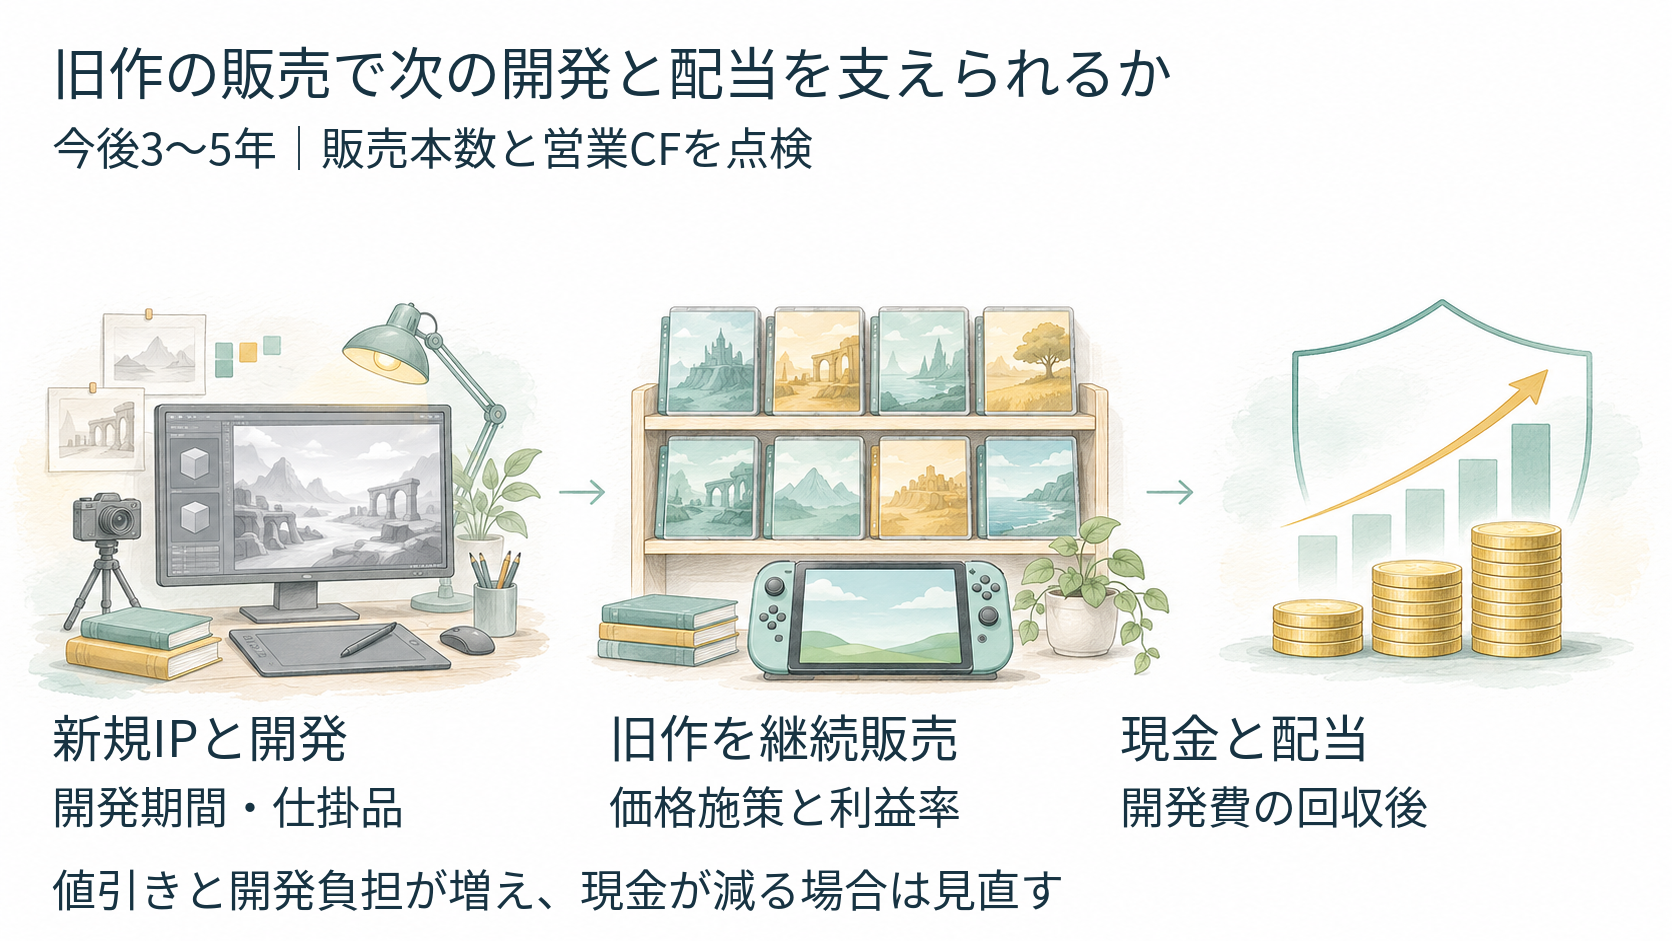 旧作の販売で次の開発と配当を支えられるか
今後3〜5年｜販売本数と営業CFを点検
新規IPと開発
開発期間・仕掛品
旧作を継続販売
価格施策と利益率
現金と配当
開発費の回収後
値引きと開発負担が増え、現金が減る場合は見直す